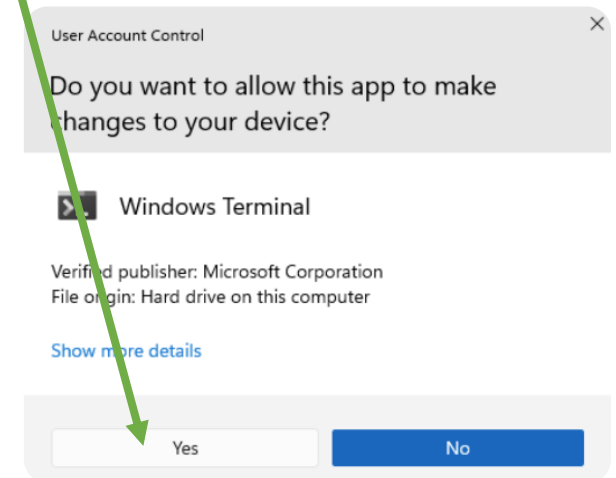 User Account Control
Do you want to allow this app to make
changes to your device?
Windows Terminal
Verified publisher: Microsoft Corporation
File origin: Hard drive on this computer
Show more details
Yes
No